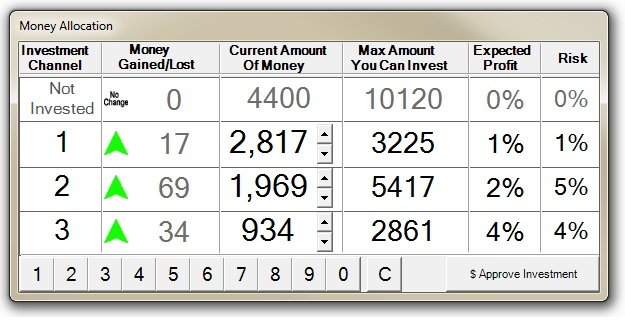 Money Allocation
Investment Channel Money Gained/Lost Current Amount Of Money Max Amount You Can Invest Expected Profit Risk
Not Invested No Change 0 4400 10120 0% 0%
1 17 2,817 3225 1% 1%
2 69 1,969 5417 2% 5%
3 34 934 2861 4% 4%
1 2 3 4 5 6 7 8 9 0 C $ Approve Investment